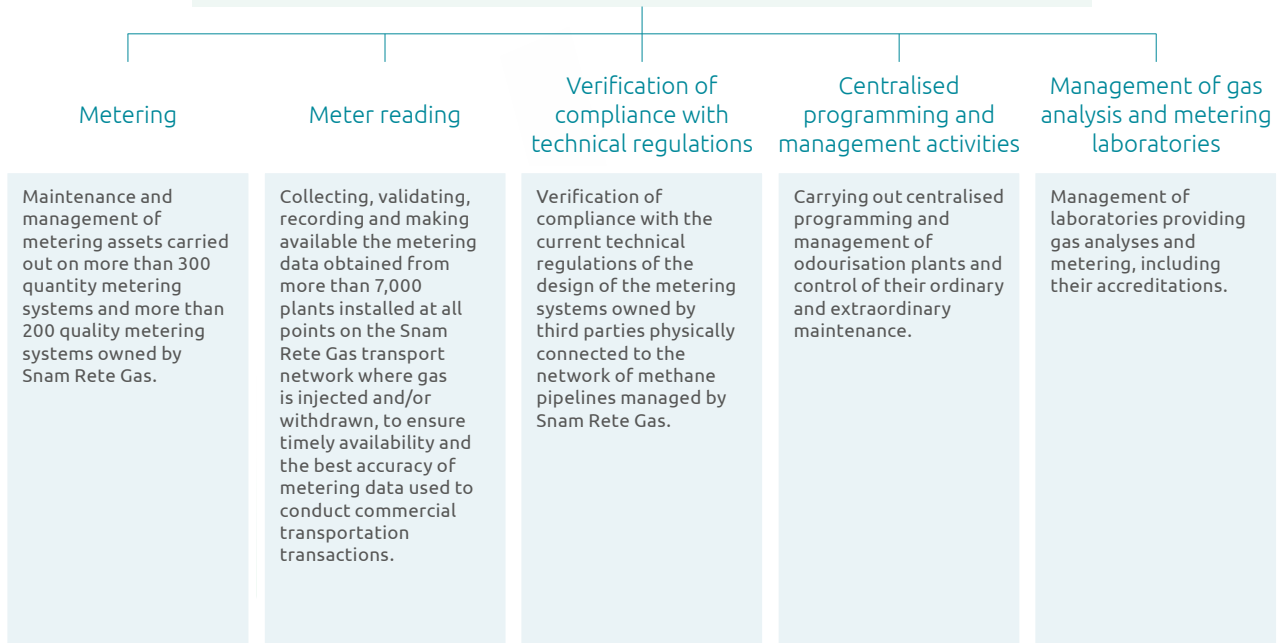 Metering
Maintenance and
management of
metering assets carried
out on more than 300
quantity metering
systems and more than
200 quality metering
systems owned by
Snam Rete Gas.
Meter reading
Collecting, validating,
recording and making
available the metering
data obtained from
more than 7,000
plants installed at all
points on the Snam
Rete Gas transport
network where gas
is injected and/or
withdrawn, to ensure
timely availability and
the best accuracy of
metering data used to
conduct commercial
transportation
transactions.
Verification of
compliance with
technical regulations
Verification of
compliance with the
current technical
regulations of the
design of the metering
systems owned by
third parties physically
connected to the
network of methane
pipelines managed by
Snam Rete Gas.
Centralised
programming and
management activities
Carrying out centralised
programming and
management of
odourisation plants and
control of their ordinary
and extraordinary
maintenance.
Management of gas
analysis and metering
laboratories
Management of
laboratories providing
gas analyses and
metering, including
their accreditations.